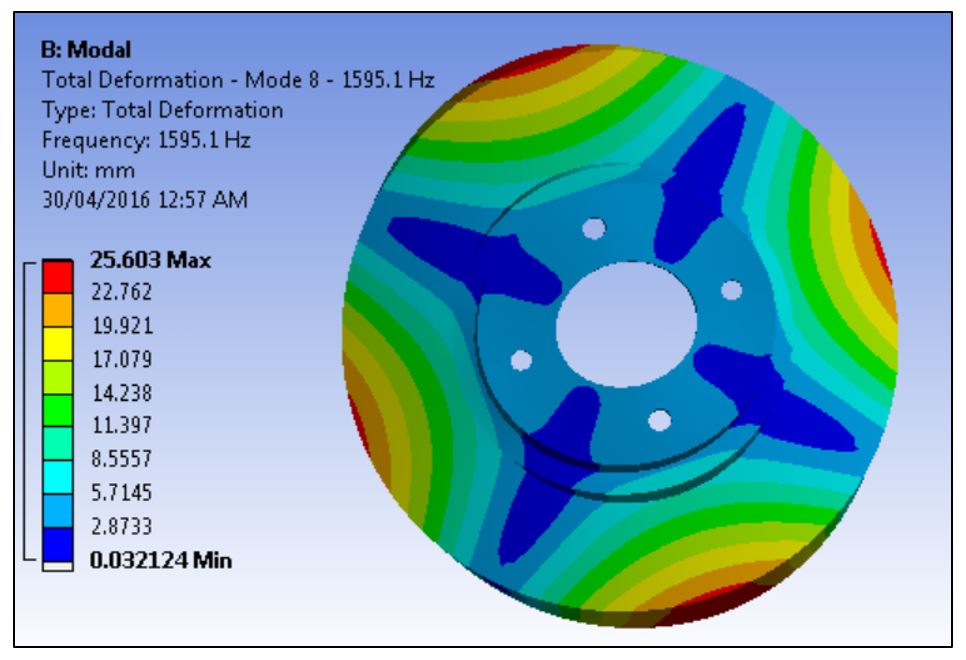 B: Modal
Total Deformation - Mode 8 - 1595.1 Hz
Type: Total Deformation
Frequency: 1595.1 Hz
Unit: mm
30/04/2016 12:57 AM
25.603 Max
22.762
19.921
17.079
14.238
11.397
8.5557
5.7145
2.8733
0.032124 Min